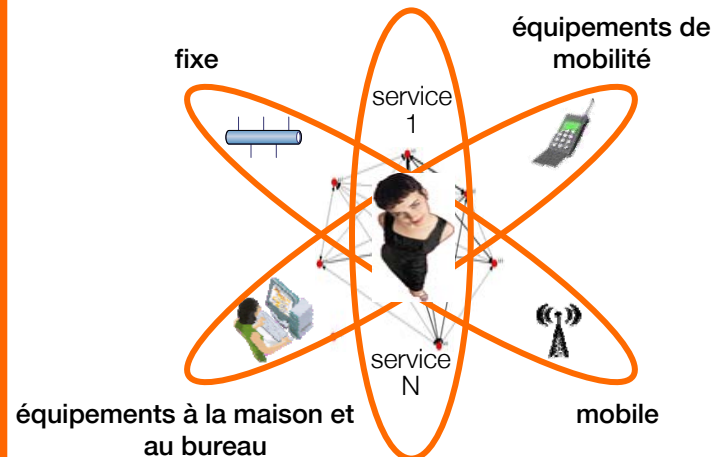 fixe
équipements de
mobilité
service
1
service
N
équipements à la maison et
au bureau
mobile